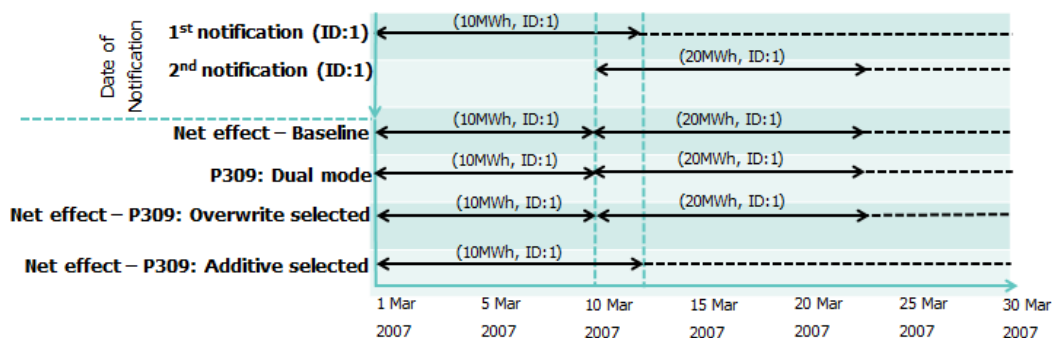 Date of
Notification
1st notification (ID:1)
(10MWh, ID:1)
2nd notification (ID:1)
(20MWh, ID:1)
Net effect – Baseline
(10MWh, ID:1)
(20MWh, ID:1)
P309: Dual mode
(10MWh, ID:1)
(20MWh, ID:1)
Net effect – P309: Overwrite selected
(10MWh, ID:1)
(20MWh, ID:1)
Net effect – P309: Additive selected
(10MWh, ID:1)
1 Mar
2007
5 Mar
2007
10 Mar
2007
15 Mar
2007
20 Mar
2007
25 Mar
2007
30 Mar
2007